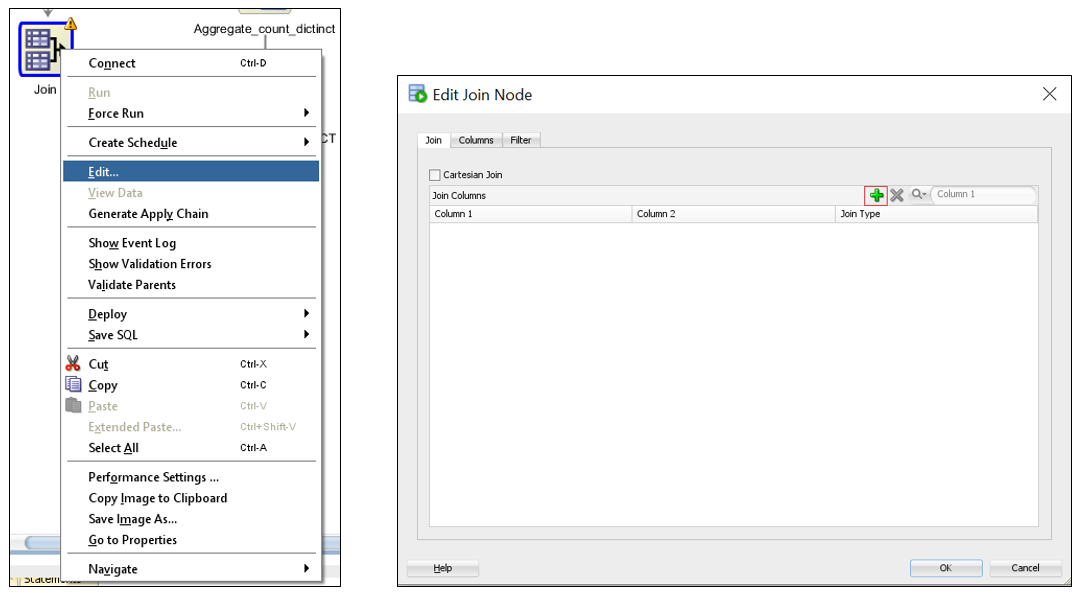 Aggregate_count_dictinct
Join
Connect Ctrl-D
Run
Force Run
Create Schedule
CT
Edit...
View Data
Generate Apply Chain
Show Event Log
Show Validation Errors
Validate Parents
Deploy
Save SQL
Cut Ctrl-X
Copy Ctrl-C
Paste Ctrl-V
Extended Paste... Ctrl+Shift-V
Select All Ctrl-A
Performance Settings ...
Copy Image to Clipboard
Save Image As...
Go to Properties
Navigate
Edit Join Node
Join Columns Filter
Cartesian Join
Join Columns Column 1
Column 1 Column 2 Join Type
Help OK Cancel